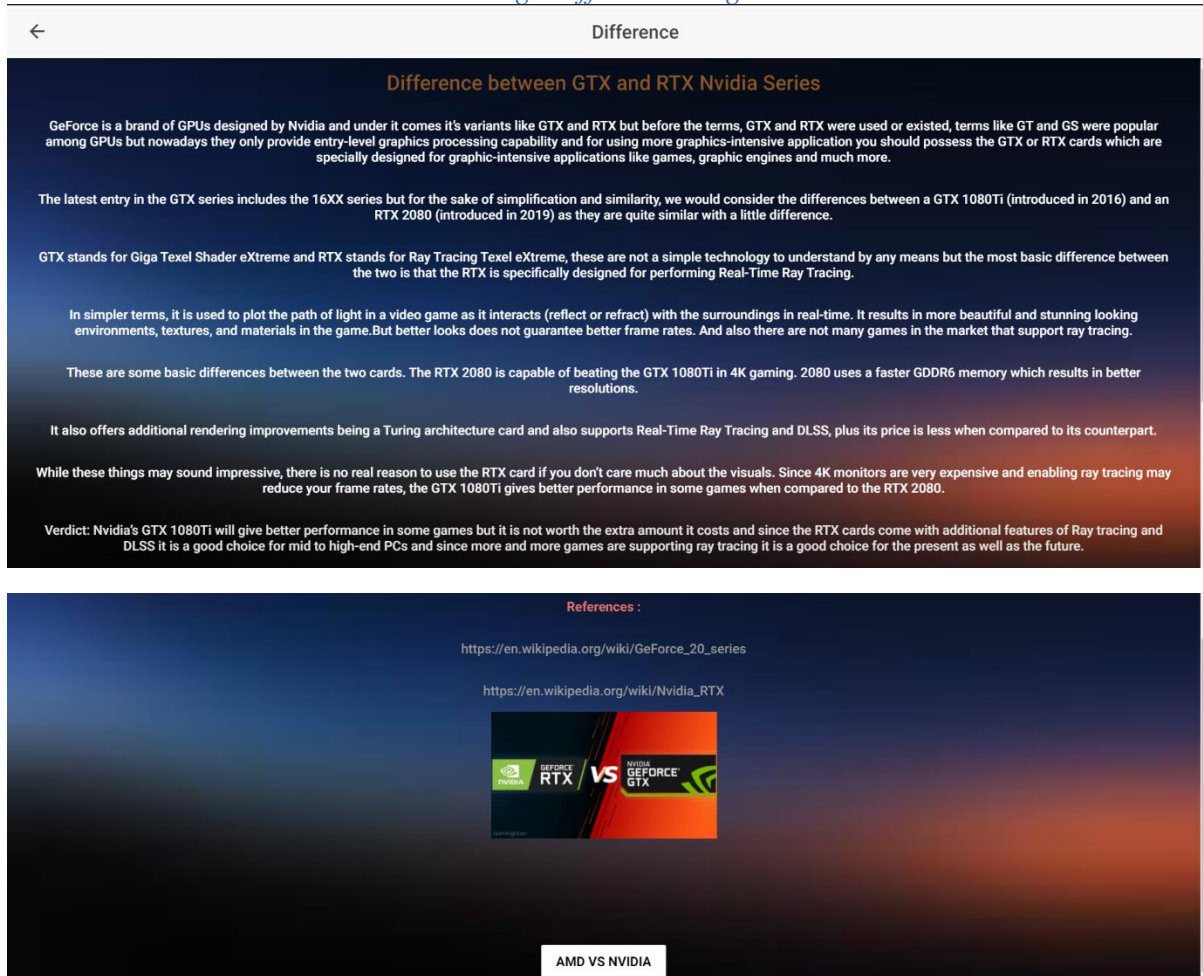 Difference
Difference between GTX and RTX Nvidia Series
GeForce is a brand of GPUs designed by Nvidia and under it comes it's variants like GTX and RTX but before the terms, GTX and RTX were used or existed, terms like GT and GS were popular
among GPUs but nowadays they only provide entry-level graphics processing capability and for using more graphics-intensive application you should possess the GTX or RTX cards which are
specially designed for graphic-intensive applications like games, graphic engines and much more.
The latest entry in the GTX series includes the 16XX series but for the sake of simplification and similarity, we would consider the differences between a GTX 1080Ti (introduced in 2016) and an
RTX 2080 (introduced in 2019) as they are quite similar with a little difference.
GTX stands for Giga Texel Shader eXtreme and RTX stands for Ray Tracing Texel eXtreme, these are not a simple technology to understand by any means but the most basic difference between
the two is that the RTX is specifically designed for performing Real-Time Ray Tracing.
In simpler terms, it is used to plot the path of light in a video game as it interacts (reflect or refract) with the surroundings in real-time. It results in more beautiful and stunning looking
environments, textures, and materials in the game.But better looks does not guarantee better frame rates. And also there are not many games in the market that support ray tracing.
These are some basic differences between the two cards. The RTX 2080 is capable of beating the GTX 1080Ti in 4K gaming. 2080 uses a faster GDDR6 memory which results in better
resolutions.
It also offers additional rendering improvements being a Turing architecture card and also supports Real-Time Ray Tracing and DLSS, plus its price is less when compared to its counterpart.
While these things may sound impressive, there is no real reason to use the RTX card if you don't care much about the visuals. Since 4K monitors are very expensive and enabling ray tracing may
reduce your frame rates, the GTX 1080Ti gives better performance in some games when compared to the RTX 2080.
Verdict: Nvidia's GTX 1080Ti will give better performance in some games but it is not worth the extra amount it costs and since the RTX cards come with additional features of Ray tracing and
DLSS it is a good choice for mid to high-end PCs and since more and more games are supporting ray tracing it is a good choice for the present as well as the future.
References :
https://en.wikipedia.org/wiki/GeForce_20_series
https://en.wikipedia.org/wiki/Nvidia_RTX
NVIDIA GEFORCE RTX VS NVIDIA GEFORCE GTX
AMD VS NVIDIA